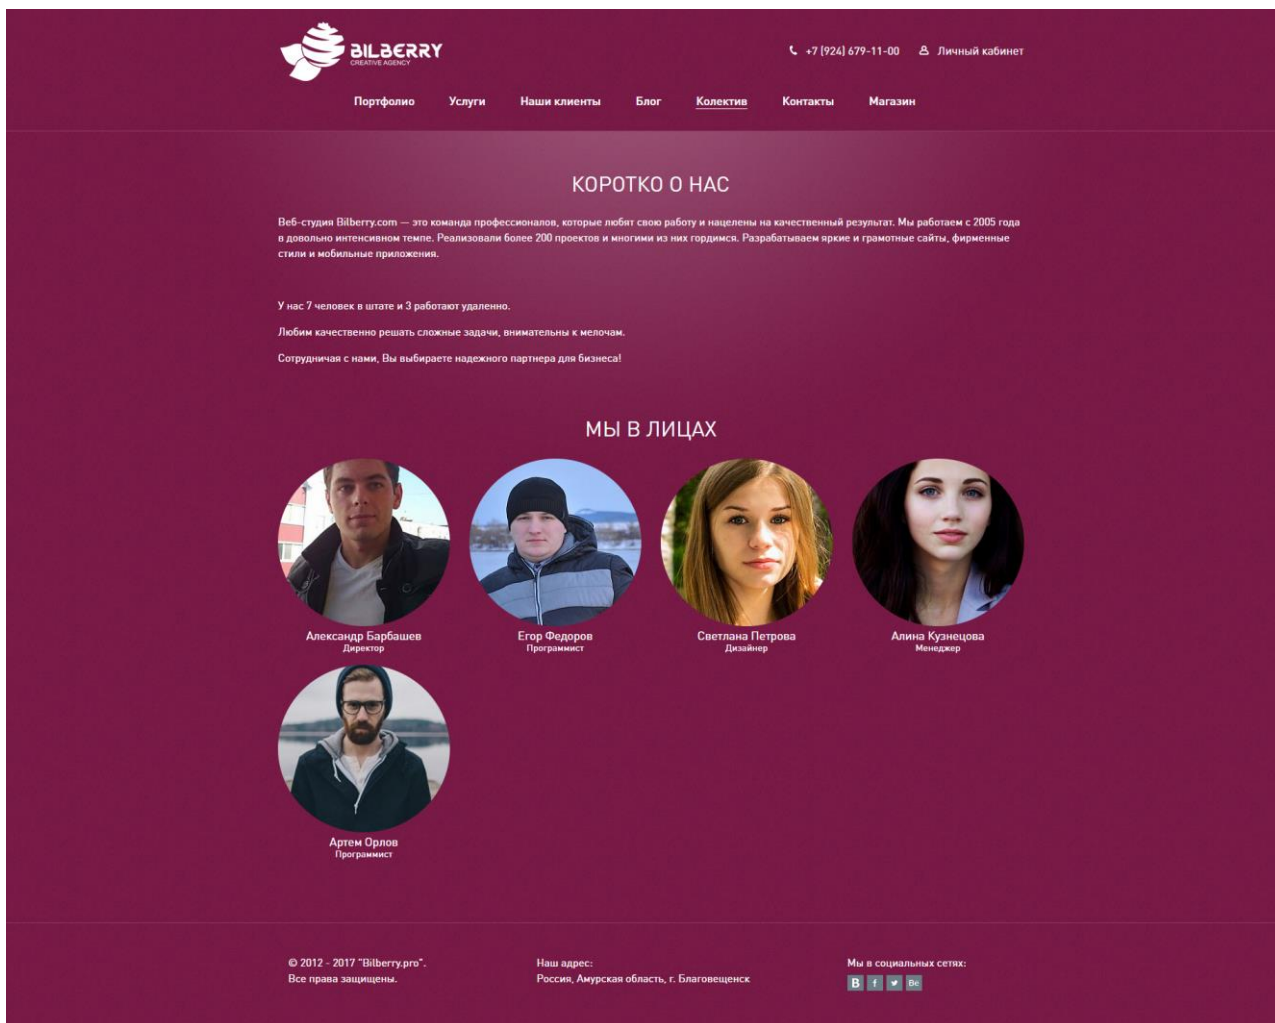 BILBERRY
CREATIVE AGENCY
+7 (924) 679-11-00 Личный кабинет
Портфолио Услуги Наши клиенты Блог Колектив Контакты Магазин
КОРОТКО О НАС
Веб-студия Bilberry.com — это команда профессионалов, которые любят свою работу и нацелены на качественный результат. Мы работаем с 2005 года
в довольно интенсивном темпе. Реализовали более 200 проектов и многими из них гордимся. Разрабатываем яркие и грамотные сайты, фирменные
стили и мобильные приложения.
У нас 7 человек в штате и 3 работают удаленно.
Любим качественно решать сложные задачи, внимательны к мелочам.
Сотрудничая с нами, Вы выбираете надежного партнера для бизнеса!
МЫ В ЛИЦАХ
Александр Барбашев Егор Федоров Светлана Петрова Алина Кузнецова
Директор Программист Дизайнер Менеджер
Артем Орлов
Программист
© 2012 - 2017 "Bilberry.pro". Наш адрес: Мы в социальных сетях:
Все права защищены. Россия, Амурская область, г. Благовещенск
B f Be